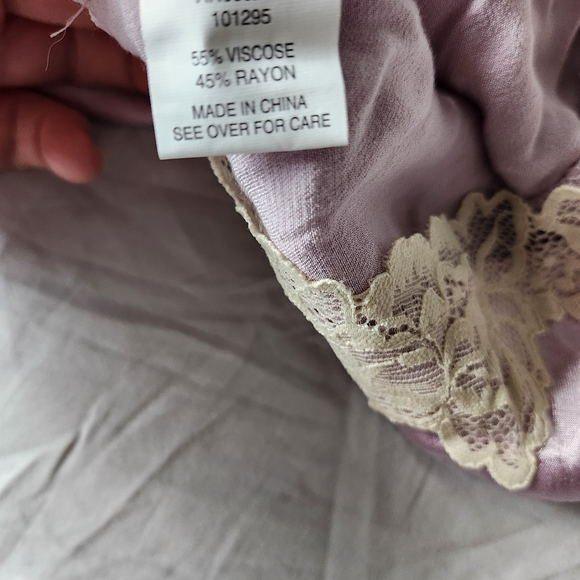 101295
55% VISCOSE
45% RAYON
MADE IN CHINA
SEE OVER FOR CARE